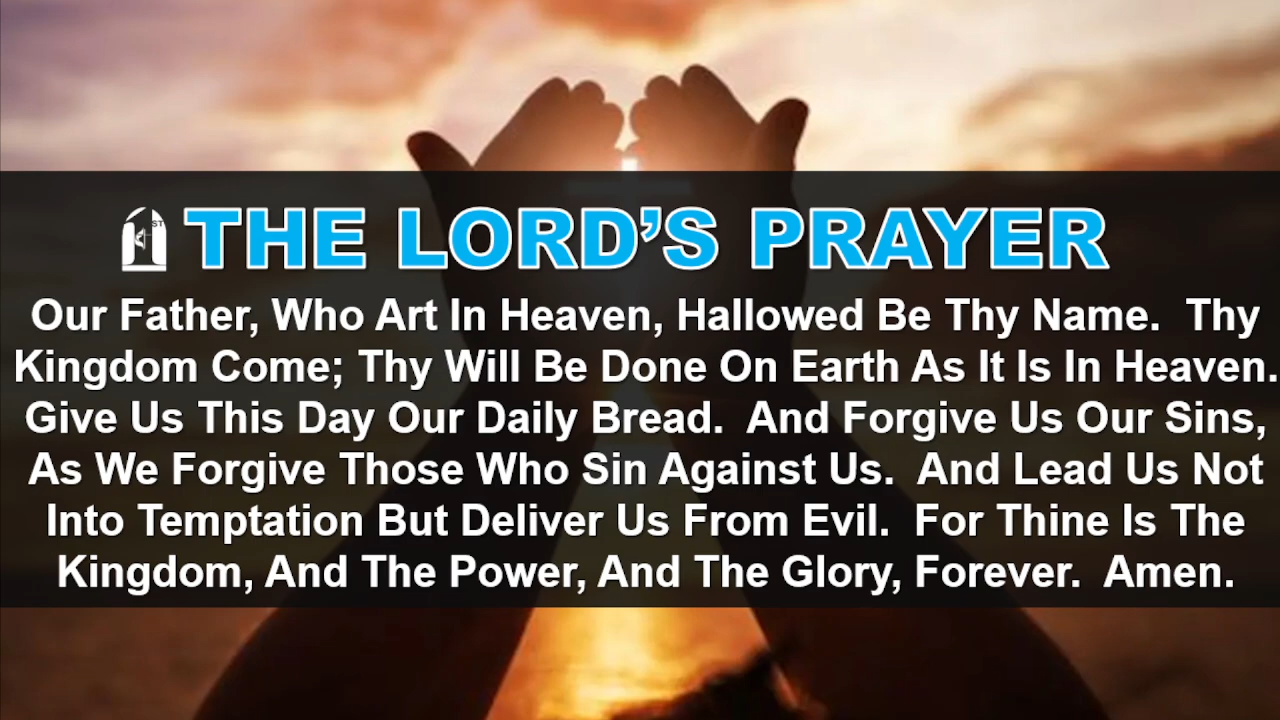 THE LORD’S PRAYER
Our Father, Who Art In Heaven, Hallowed Be Thy Name.  Thy
Kingdom Come; Thy Will Be Done On Earth As It Is In Heaven.
Give Us This Day Our Daily Bread.  And Forgive Us Our Sins,
As We Forgive Those Who Sin Against Us.  And Lead Us Not
Into Temptation But Deliver Us From Evil.  For Thine Is The
Kingdom, And The Power, And The Glory, Forever.  Amen.